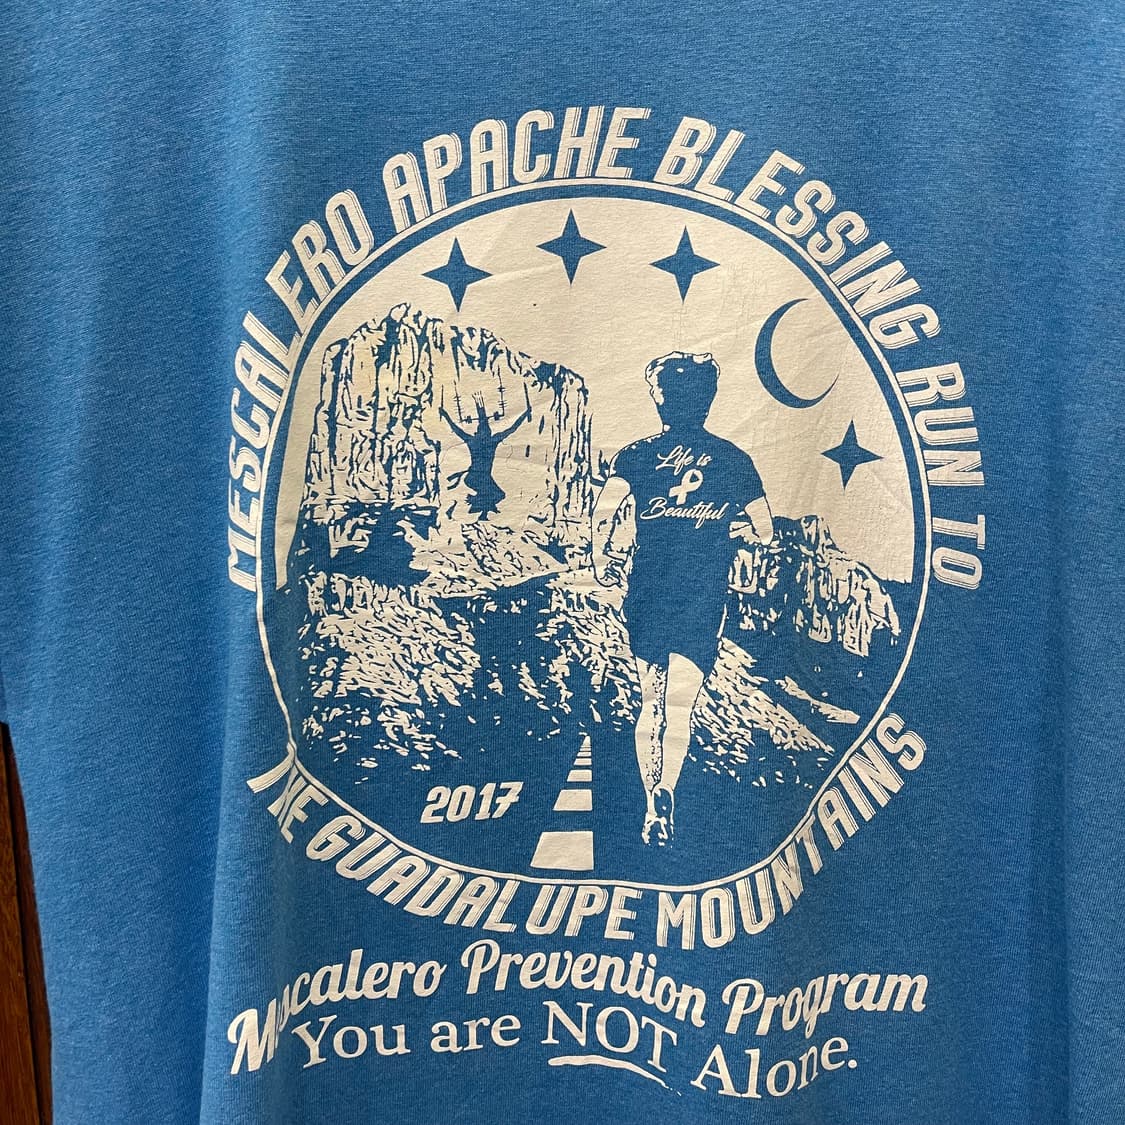 MESCALERO APACHE BLESSING RUN TO
THE GUADALUPE MOUNTAINS
Life is
Beautiful
2017
Mescalero Prevention Program
You are NOT Alone.